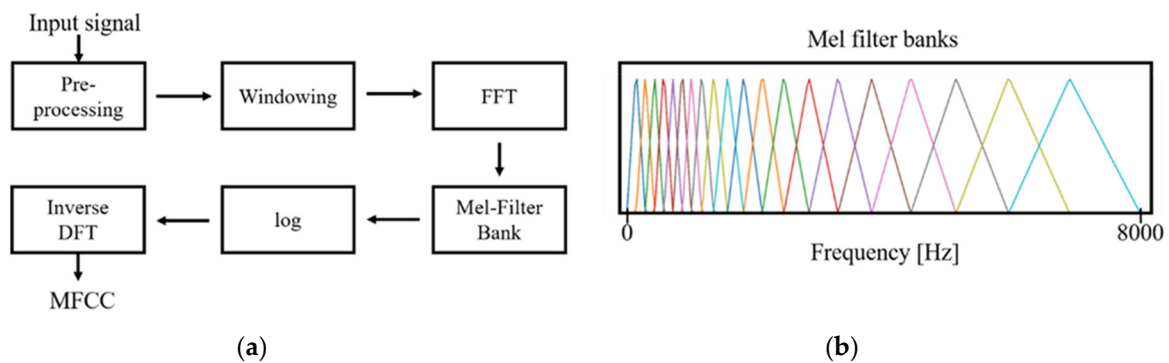 Input signal
Pre-
processing
Windowing
FFT
Inverse
DFT
log
Mel-Filter
Bank
MFCC
(a)
Mel filter banks
0
8000
Frequency [Hz]
(b)